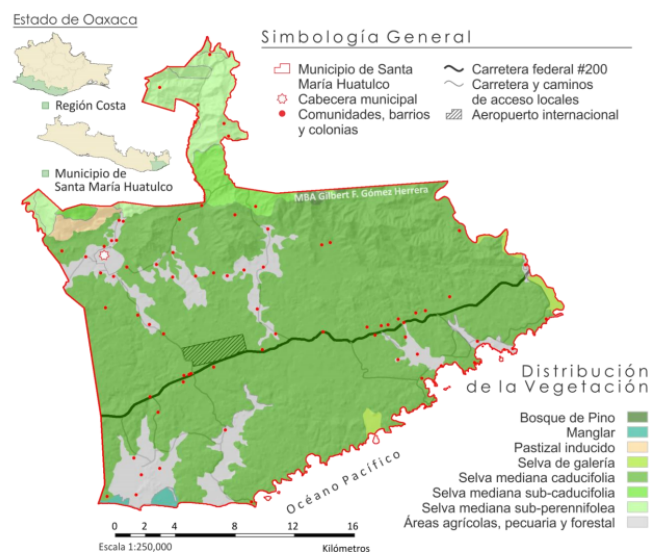 Estado de Oaxaca
Región Costa
Municipio de
Santa María Huatulco
Simbología General
Municipio de Santa
María Huatulco
Cabecera municipal
Comunidades, barrios
y colonias
Carretera federal #200
Carretera y caminos
de acceso locales
Aeropuerto internacional
MBA Gilbert F. Gómez Herrera
Océano Pacífico
Distribución
de la Vegetación
Bosque de Pino
Manglar
Pastizal inducido
Selva de galería
Selva mediana caducifolia
Selva mediana sub-caducifolia
Selva mediana sub-perennifolea
Áreas agrícolas, pecuaria y forestal
0 2 4 8 12 16
Escala 1:250,000
Kilómetros